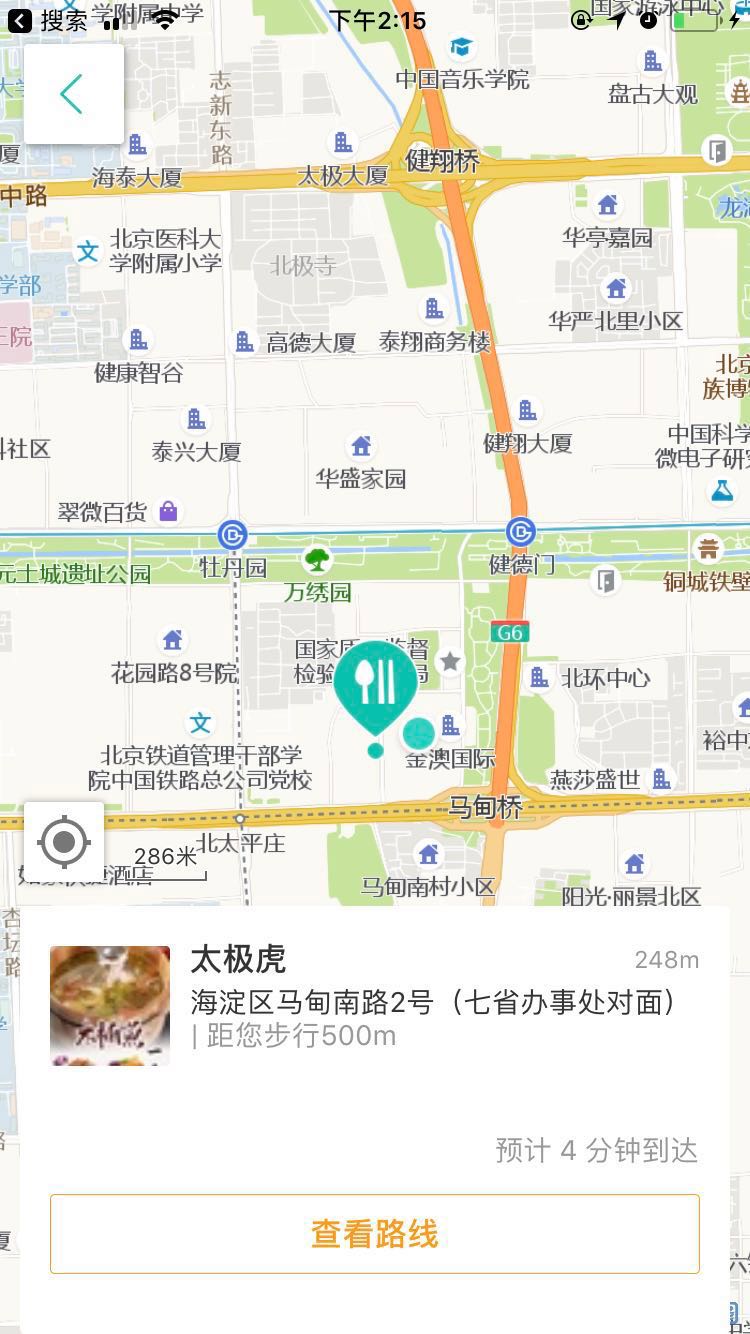 搜索
下午2:15
学附属中学
国家游泳中心
中国音乐学院
盘古大观
志新东路
海泰大厦
太极大厦
健翔桥
中路
北京医科大
学附属小学
北极寺
华亭嘉园
龙湖
学部
华严北里小区
三院
高德大厦
泰翔商务楼
健康智谷
北京
族博物
健翔大厦
中国科学
微电子研究
科社区
泰兴大厦
华盛家园
翠微百货
牡丹园
健德门
元土城遗址公园
万绣园
铜城铁壁
G6
花园路8号院
北环中心
裕中
北京铁道管理干部学
院中国铁路总公司党校
金澳国际
燕莎盛世
马甸桥
北太平庄
286米
马甸南村小区
阳光·丽景北区
杏坛路
太极虎
248m
海淀区马甸南路2号（七省办事处对面）
| 距您步行500m
预计 4 分钟到达
查看路线